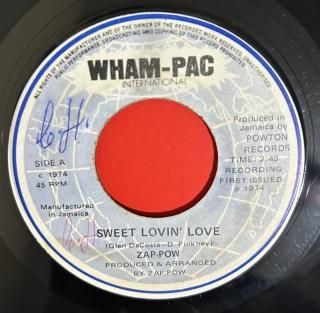 ALL RIGHTS OF THE MANUFACTURER AND OF THE OWNER OF THE RECORDED WORK RESERVED. UNAUTHORISED
PUBLIC PERFORMANCE, BROADCASTING AND COPYING OF THIS RECORD PROHIBITED.
WHAM-PAC
INTERNATIONAL
SIDE A
c 1974
45 RPM
Produced in
Jamaica by
POWTON
RECORDS
TIME: 2:45
RECORDING
FIRST ISSUED
c 1974
Manufactured
in Jamaica
SWEET LOVIN' LOVE
(Glen DaCosta - D. Pinkney)
ZAP-POW
PRODUCED & ARRANGED
BY ZAP-POW